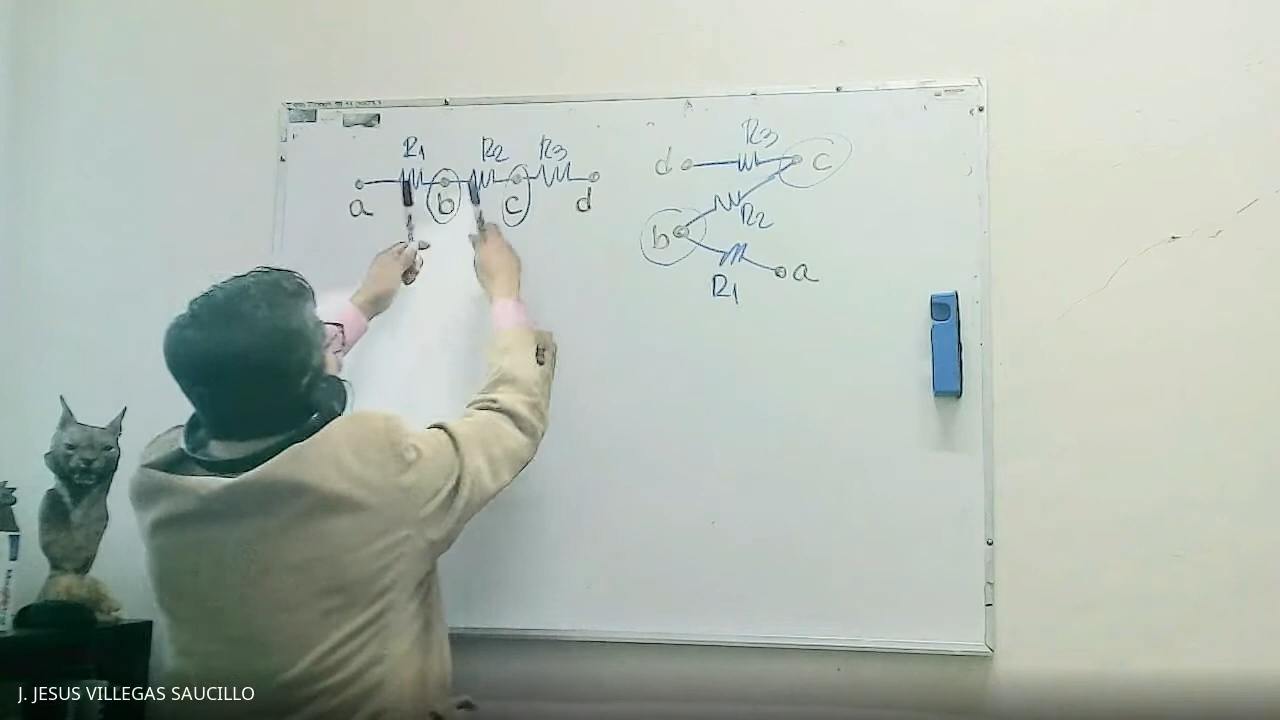 R1 R2 R3
a b c d
R3
d c
R2
b
a
R1
J. JESUS VILLEGAS SAUCILLO